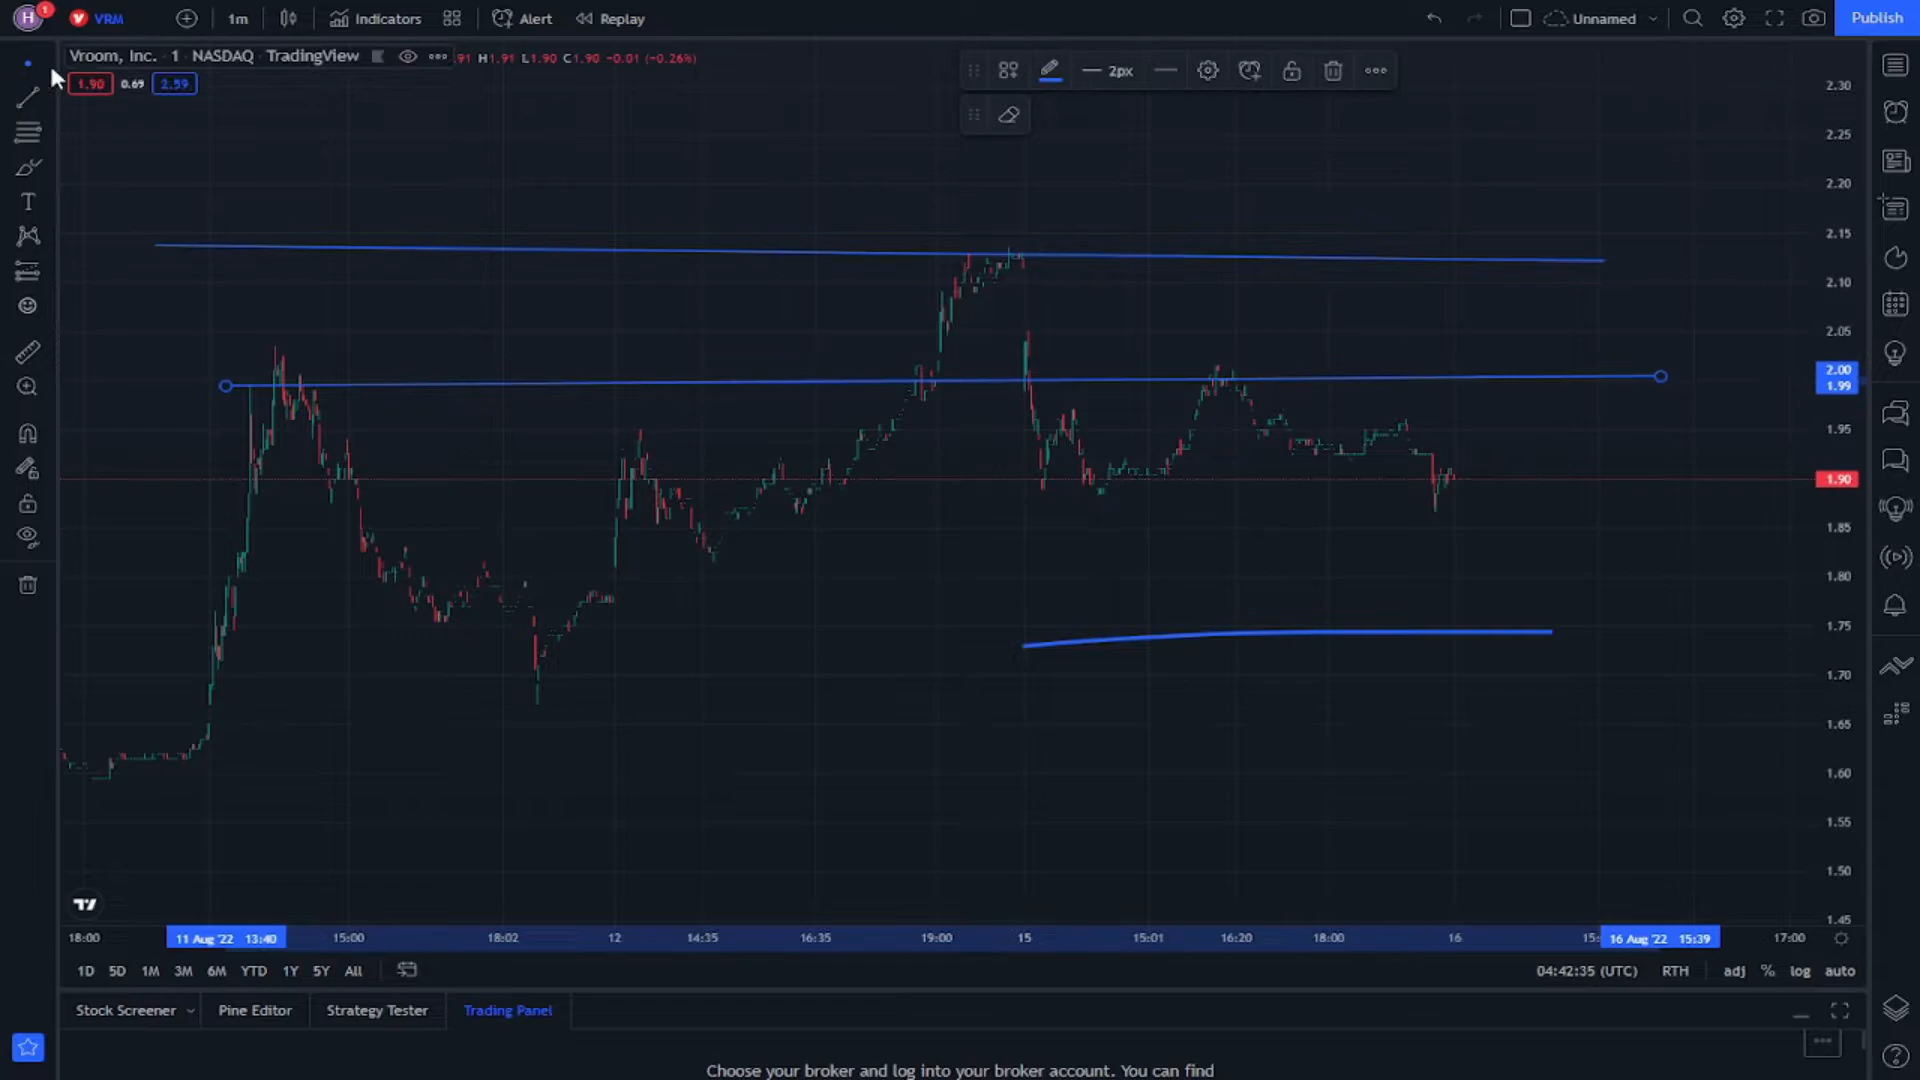 H 1 VRM 1m Indicators Alert Replay Unnamed Publish
Vroom, Inc. · 1 · NASDAQ · TradingView 91 H1.91 L1.90 C1.90 -0.01 (-0.26%)
1.90 0.69 2.59
2px
T
2.30
2.25
2.20
2.15
2.10
2.05
2.00
1.99
1.95
1.90
1.85
1.80
1.75
1.70
1.65
1.60
1.55
1.50
1.45
18:00 11 Aug '22 13:40 15:00 18:02 12 14:35 16:35 19:00 15 15:01 16:20 18:00 16 15: 16 Aug '22 15:39 17:00
1D 5D 1M 3M 6M YTD 1Y 5Y All 04:42:35 (UTC) RTH adj % log auto
Stock Screener Pine Editor Strategy Tester Trading Panel
Choose your broker and log into your broker account. You can find